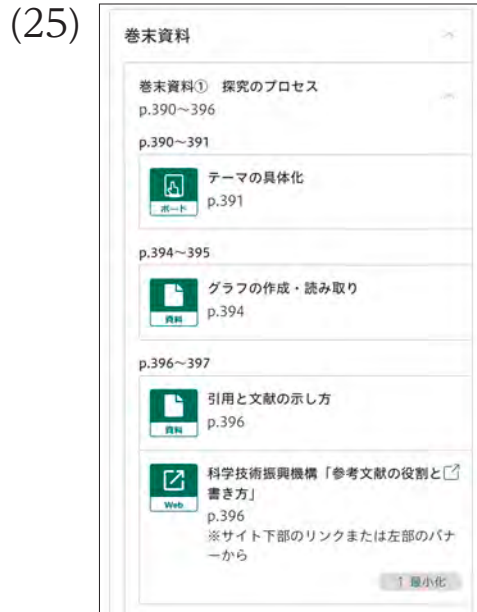 (25)
巻末資料
巻末資料① 探究のプロセス
p.390〜396
p.390〜391
テーマの具体化
ボード
p.391
p.394〜395
グラフの作成・読み取り
資料
p.394
p.396〜397
引用と文献の示し方
資料
p.396
科学技術振興機構「参考文献の役割と
書き方」
Web
p.396
※サイト下部のリンクまたは左部のバナ
ーから
↑ 最小化